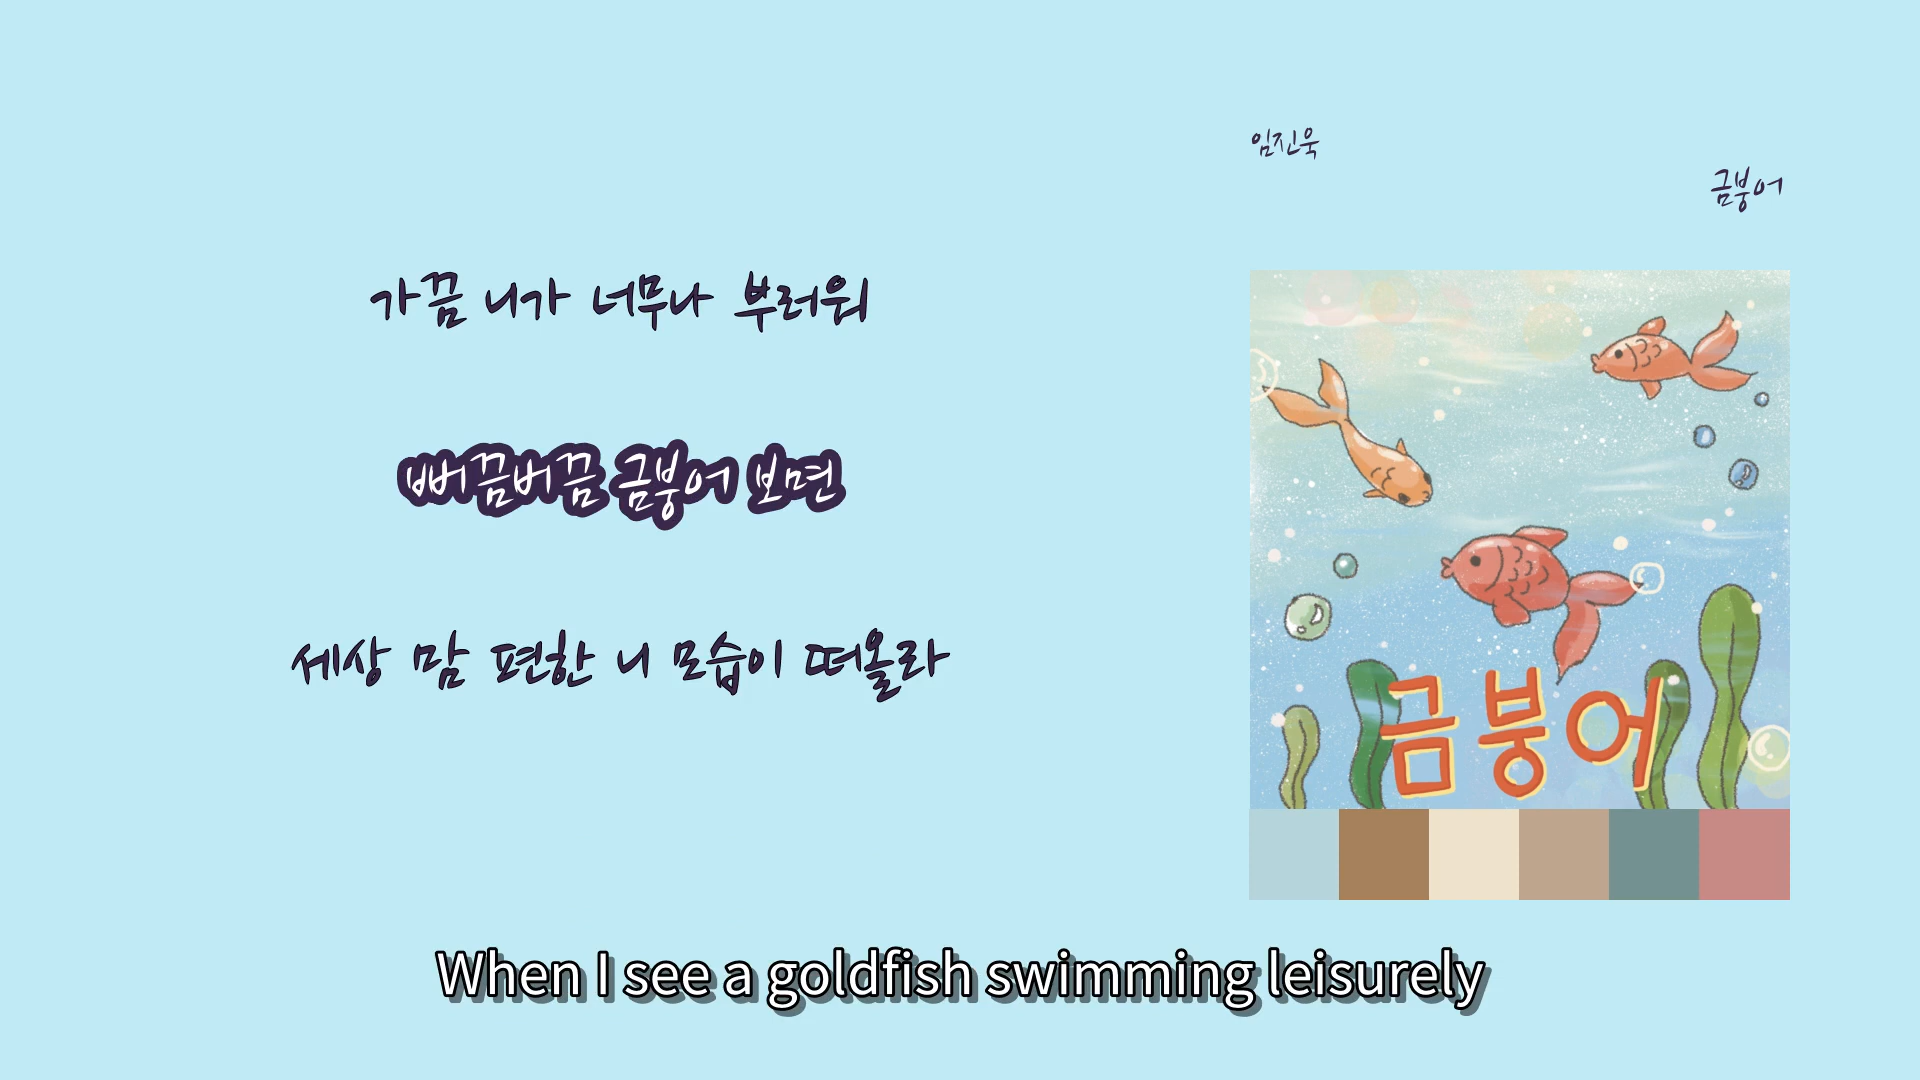 임진욱
금붕어
가끔 니가 너무나 부러워
뻐끔버끔 금붕어 보면
세상 맘 편한 니 모습이 떠올라
금붕어
When I see a goldfish swimming leisurely